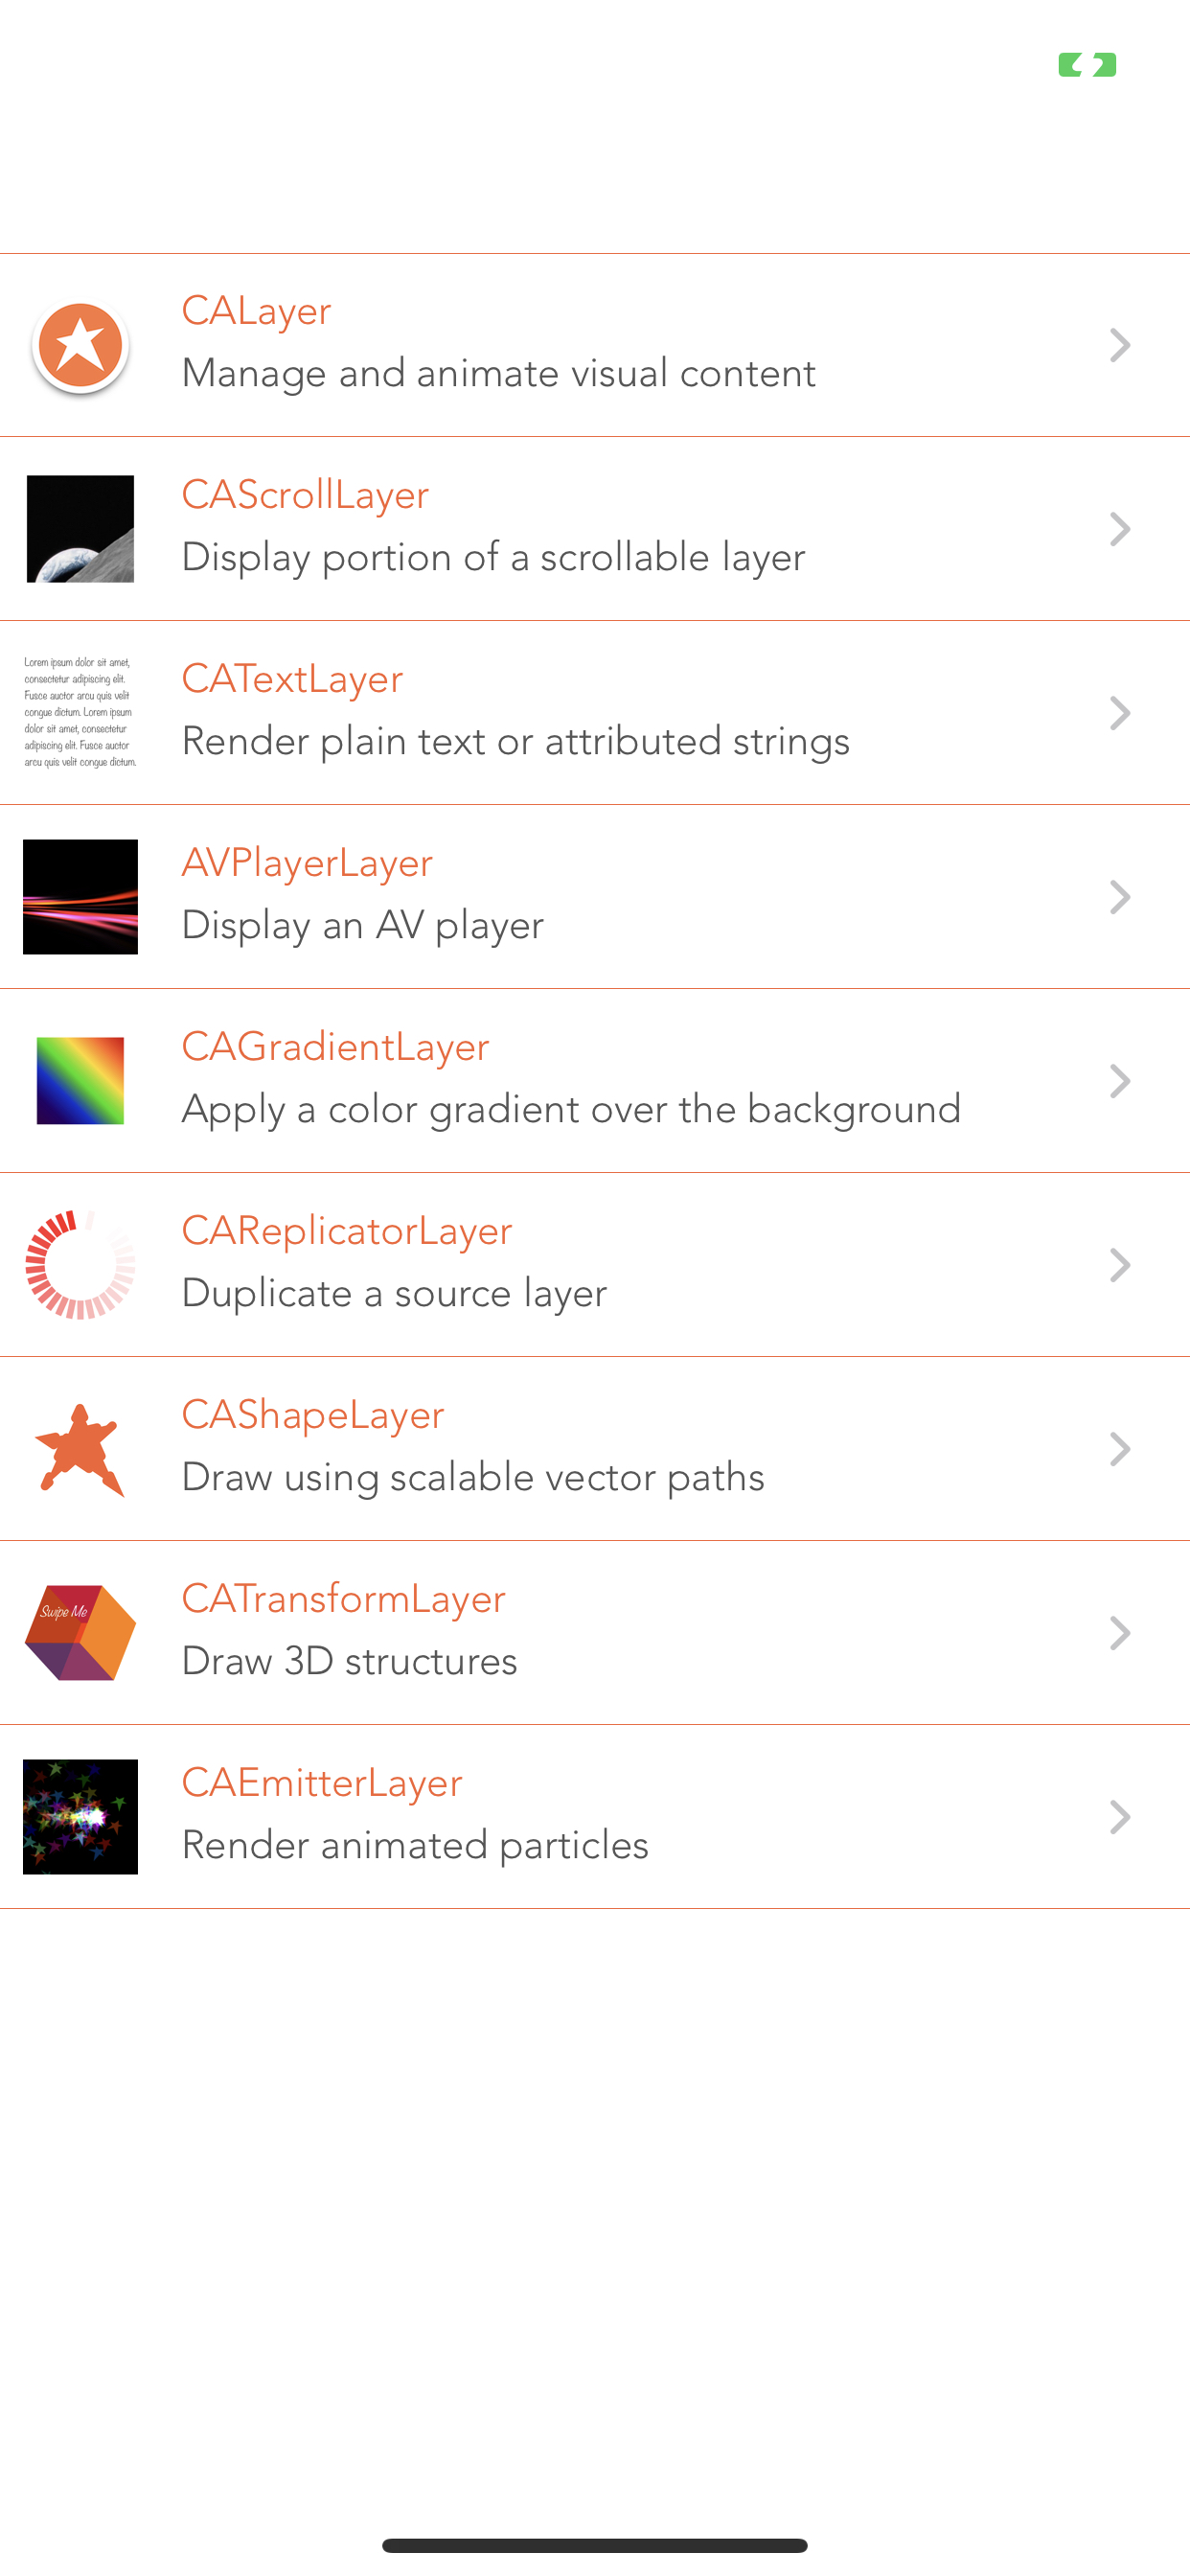 CALayer
Manage and animate visual content
CAScrollLayer
Display portion of a scrollable layer
Lorem ipsum dolor sit amet,
consectetur adipiscing elit.
Fusce auctor arcu quis velit
congue dictum. Lorem ipsum
dolor sit amet, consectetur
adipiscing elit. Fusce auctor
arcu quis velit congue dictum.
CATextLayer
Render plain text or attributed strings
AVPlayerLayer
Display an AV player
CAGradientLayer
Apply a color gradient over the background
CAReplicatorLayer
Duplicate a source layer
CAShapeLayer
Draw using scalable vector paths
Swipe Me
CATransformLayer
Draw 3D structures
CAEmitterLayer
Render animated particles